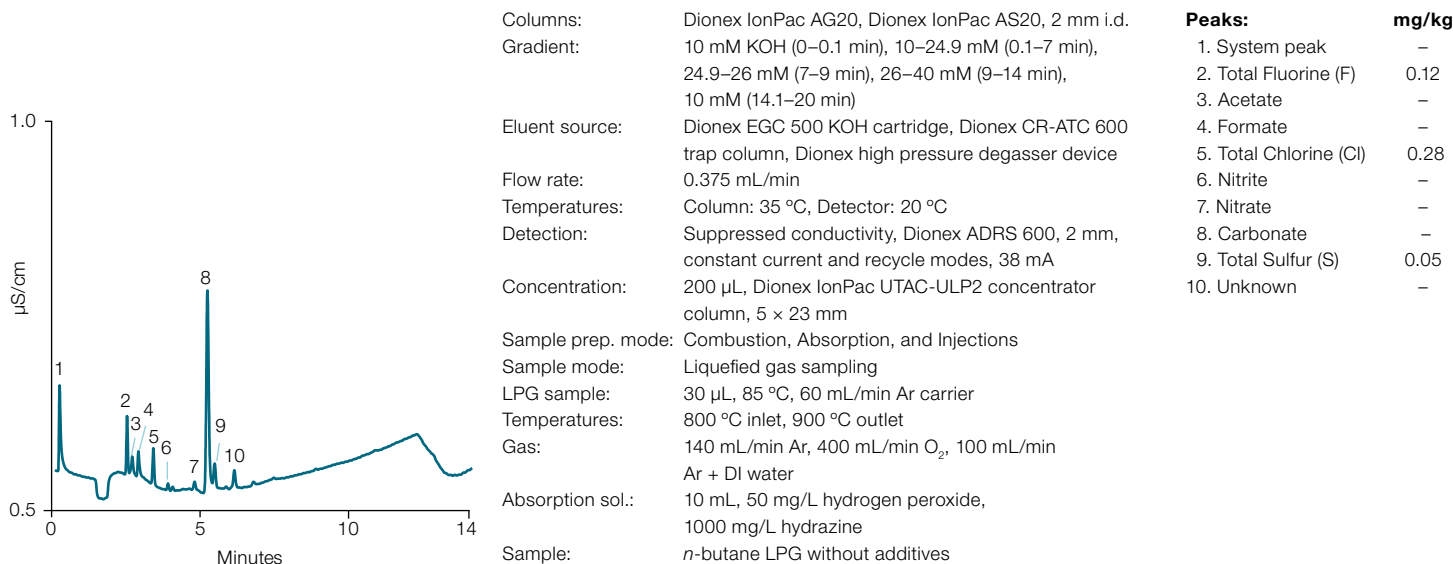 1.0
0.5
µS/cm
0
5
10
14
Minutes
1
2
3
4
5
6
7
8
9
10
Columns: Dionex IonPac AG20, Dionex IonPac AS20, 2 mm i.d.
Gradient: 10 mM KOH (0–0.1 min), 10–24.9 mM (0.1–7 min),
24.9–26 mM (7–9 min), 26–40 mM (9–14 min),
10 mM (14.1–20 min)
Eluent source: Dionex EGC 500 KOH cartridge, Dionex CR-ATC 600
trap column, Dionex high pressure degasser device
Flow rate: 0.375 mL/min
Temperatures: Column: 35 ºC, Detector: 20 ºC
Detection: Suppressed conductivity, Dionex ADRS 600, 2 mm,
constant current and recycle modes, 38 mA
Concentration: 200 µL, Dionex IonPac UTAC-ULP2 concentrator
column, 5 × 23 mm
Sample prep. mode: Combustion, Absorption, and Injections
Sample mode: Liquefied gas sampling
LPG sample: 30 µL, 85 ºC, 60 mL/min Ar carrier
Temperatures: 800 ºC inlet, 900 ºC outlet
Gas: 140 mL/min Ar, 400 mL/min O₂, 100 mL/min
Ar + DI water
Absorption sol.: 10 mL, 50 mg/L hydrogen peroxide,
1000 mg/L hydrazine
Sample: n-butane LPG without additives
Peaks: mg/kg
1. System peak –
2. Total Fluorine (F) 0.12
3. Acetate –
4. Formate –
5. Total Chlorine (Cl) 0.28
6. Nitrite –
7. Nitrate –
8. Carbonate –
9. Total Sulfur (S) 0.05
10. Unknown –